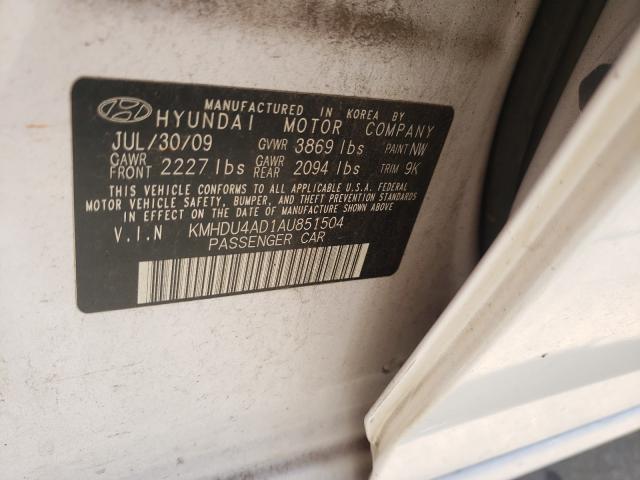 MANUFACTURED IN KOREA BY
HYUNDAI MOTOR COMPANY
JUL/30/09 GVWR 3869 lbs PAINT NW
GAWR FRONT 2227 lbs GAWR REAR 2094 lbs TRIM 9K
THIS VEHICLE CONFORMS TO ALL APPLICABLE U.S.A. FEDERAL
MOTOR VEHICLE SAFETY, BUMPER, AND THEFT PREVENTION STANDARDS
IN EFFECT ON THE DATE OF MANUFACTURE SHOWN ABOVE.
V.I.N KMHDU4AD1AU851504
PASSENGER CAR